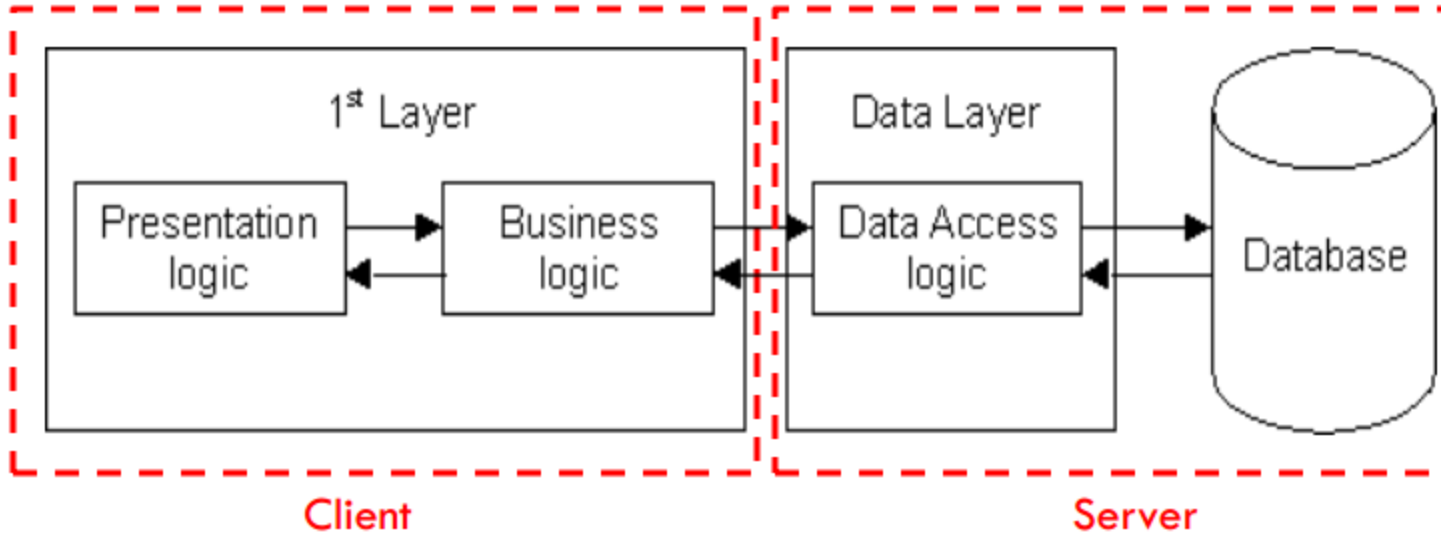 1st Layer
Data Layer
Presentation
logic
Business
logic
Data Access
logic
Database
Client
Server